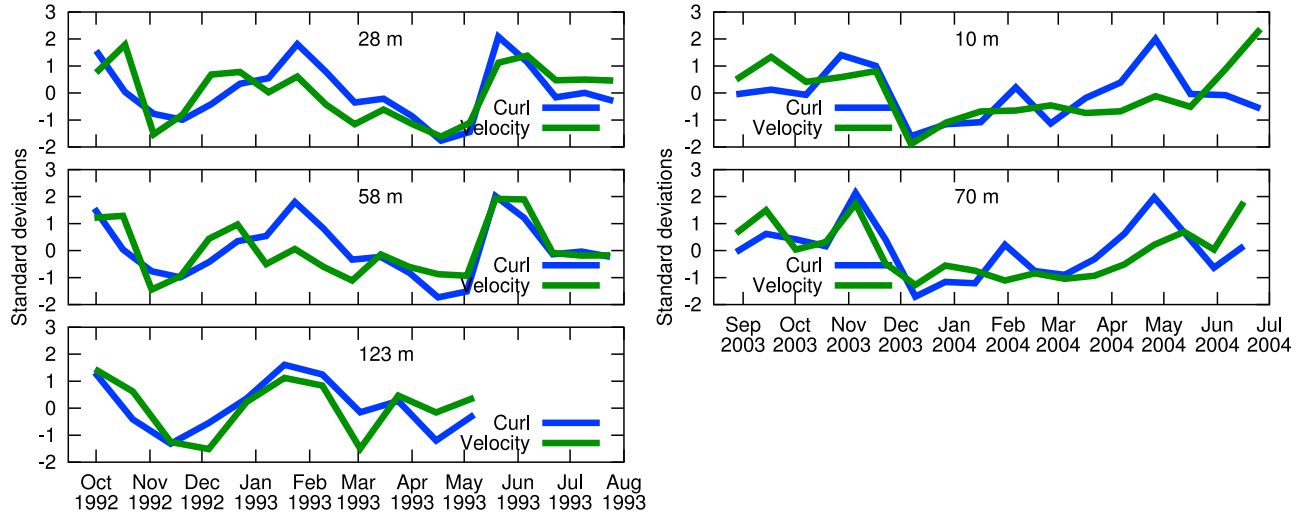 3
2
1
0
-1
-2
28 m
Curl
Velocity
3
2
1
0
-1
-2
58 m
Curl
Velocity
Standard deviations
3
2
1
0
-1
-2
123 m
Curl
Velocity
Oct Nov Dec Jan Feb Mar Apr May Jun Jul Aug
1992 1992 1992 1993 1993 1993 1993 1993 1993 1993 1993
3
2
1
0
-1
-2
10 m
Curl
Velocity
Standard deviations
3
2
1
0
-1
-2
70 m
Curl
Velocity
Sep Oct Nov Dec Jan Feb Mar Apr May Jun Jul
2003 2003 2003 2003 2004 2004 2004 2004 2004 2004 2004